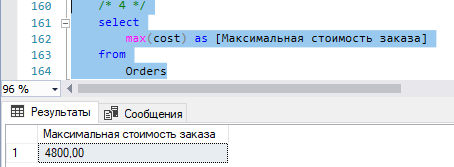 160 /* 4 */
161 select
162 max(cost) as [Максимальная стоимость заказа]
163 from
164 Orders
96 %
Результаты Сообщения
Максимальная стоимость заказа
1 4800,00